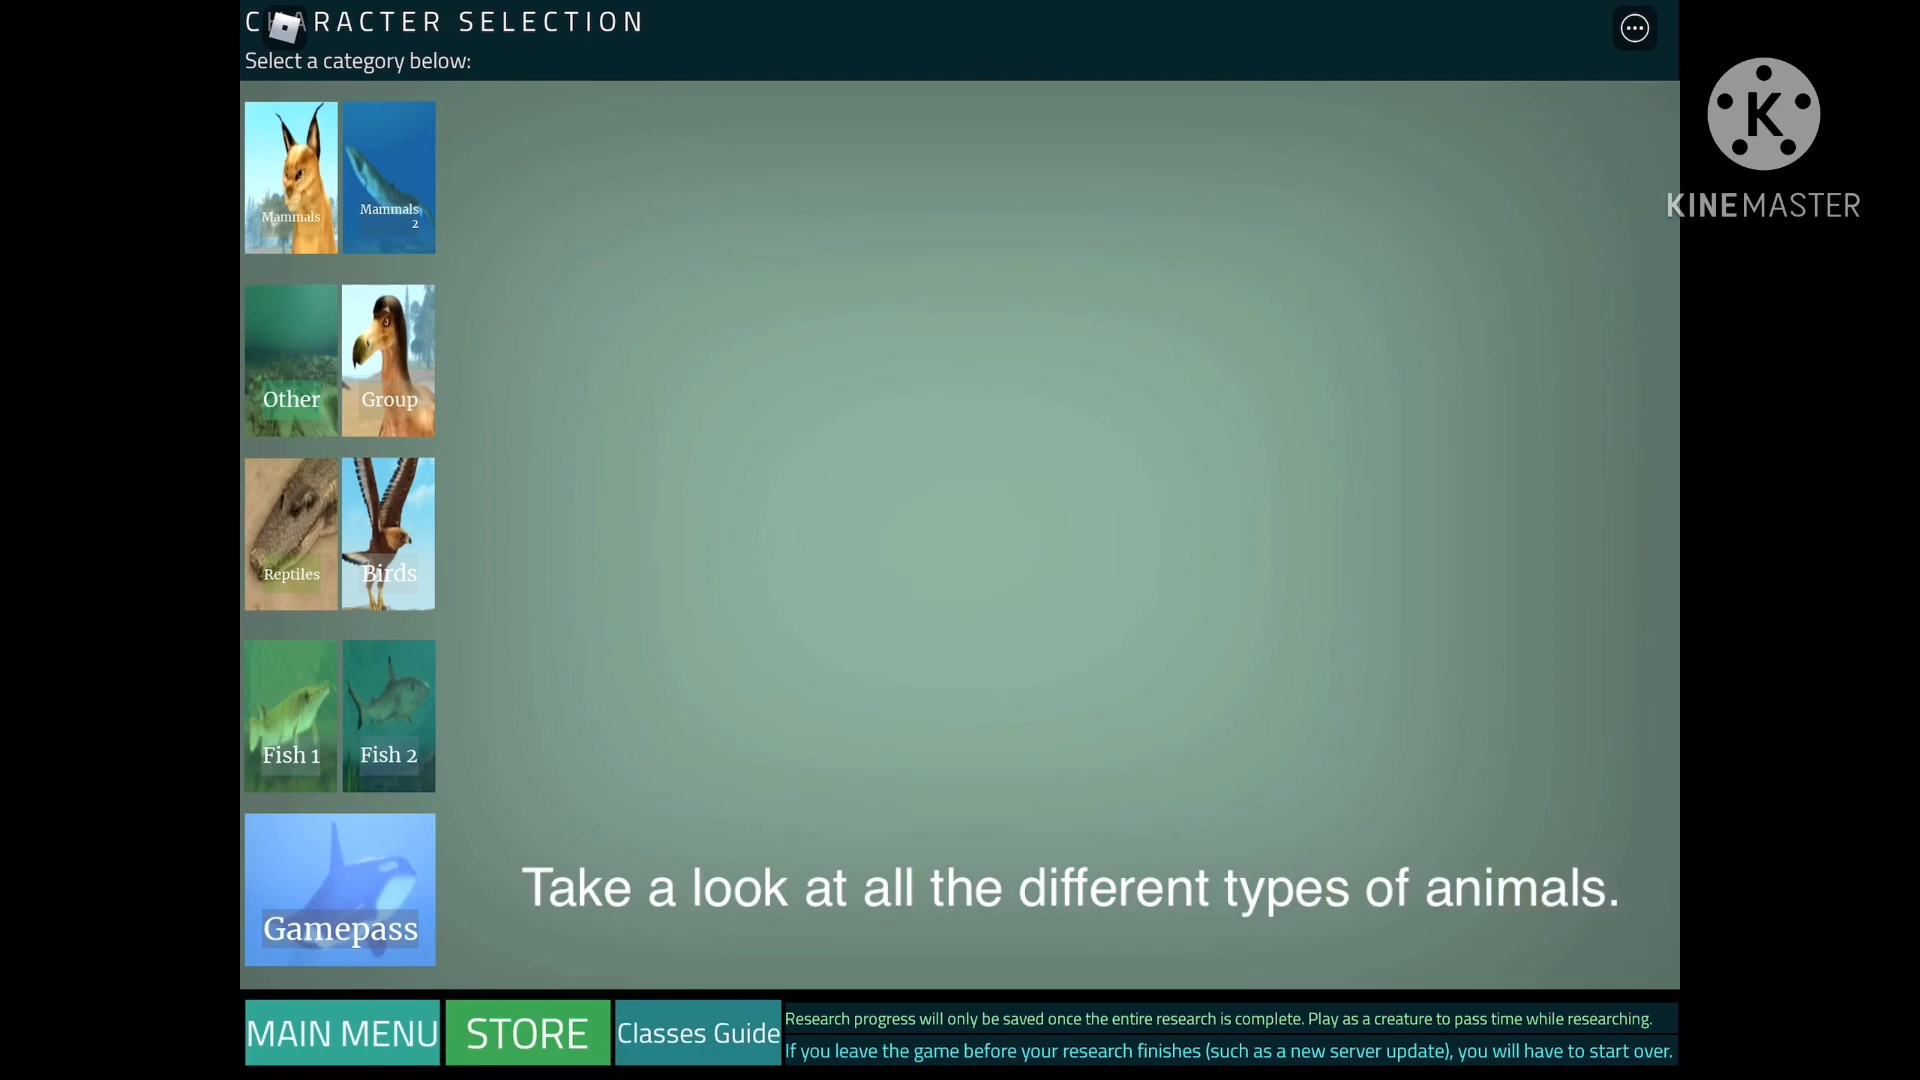 CHARACTER SELECTION
Select a category below:
KINEMASTER
Mammals
Mammals
2
Other
Group
Reptiles
Birds
Fish 1
Fish 2
Gamepass
Take a look at all the different types of animals.
MAIN MENU
STORE
Classes Guide
Research progress will only be saved once the entire research is complete. Play as a creature to pass time while researching.
If you leave the game before your research finishes (such as a new server update), you will have to start over.